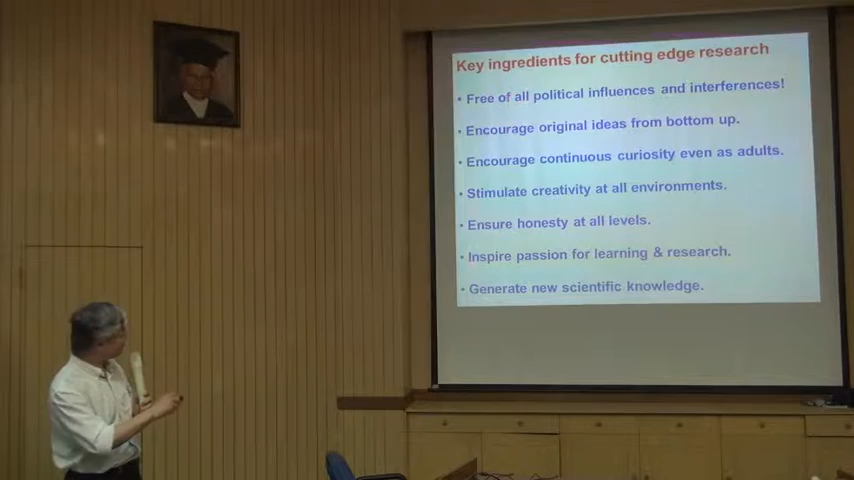 Key ingredients for cutting edge research
• Free of all political influences and interferences!
• Encourage original ideas from bottom up.
• Encourage continuous curiosity even as adults.
• Stimulate creativity at all environments.
• Ensure honesty at all levels.
• Inspire passion for learning & research.
• Generate new scientific knowledge.